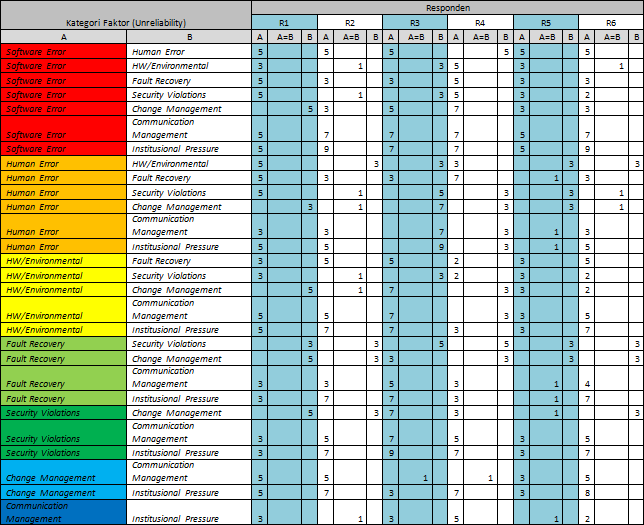 Kategori Faktor (Unreliability) Responden
R1 R2 R3 R4 R5 R6
A B A A=B B A A=B B A A=B B A A=B B A A=B B A A=B B
Software Error Human Error 5 5 5 5 5 5
Software Error HW/Environmental 3 1 3 5 3 1
Software Error Fault Recovery 5 3 3 5 3 3
Software Error Security Violations 5 1 3 5 3 2
Software Error Change Management 5 3 5 7 3 3
Communication
Software Error Management 5 7 7 7 5 7
Software Error Institutional Pressure 5 9 7 7 5 9
Human Error HW/Environmental 5 3 3 3 3 3
Human Error Fault Recovery 5 3 3 7 1 3
Human Error Security Violations 5 1 5 3 3 1
Human Error Change Management 3 1 7 3 3 1
Communication
Human Error Management 3 3 7 3 1 3
Human Error Institutional Pressure 5 5 9 3 1 5
HW/Environmental Fault Recovery 3 5 5 2 3 5
HW/Environmental Security Violations 3 1 3 2 3 2
HW/Environmental Change Management 5 1 7 3 3 2
Communication
HW/Environmental Management 5 5 7 3 3 5
HW/Environmental Institutional Pressure 5 7 7 3 3 7
Fault Recovery Security Violations 3 3 5 5 3 3
Fault Recovery Change Management 5 3 3 3 3 3
Communication
Fault Recovery Management 3 3 5 3 1 4
Fault Recovery Institutional Pressure 3 7 7 3 1 7
Security Violations Change Management 5 3 7 3 1 3
Communication
Security Violations Management 3 5 7 5 3 5
Security Violations Institutional Pressure 3 7 9 7 3 7
Communication
Change Management Management 5 5 1 1 3 5
Change Management Institutional Pressure 5 7 3 7 3 8
Communication
Management Institutional Pressure 3 1 3 5 1 2